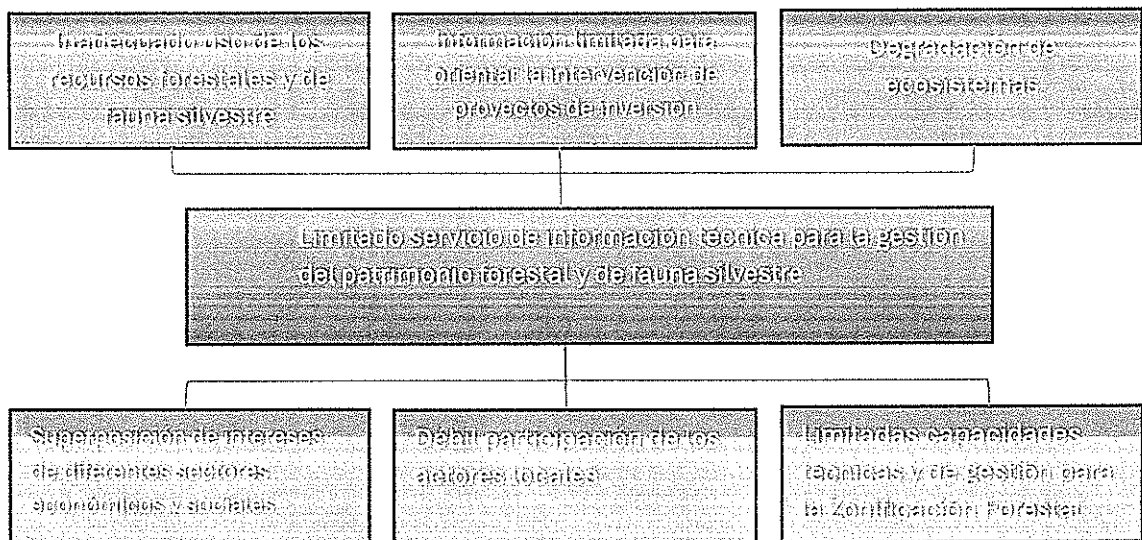 Inadecuado uso de los
recursos forestales y de
fauna silvestre
Información limitada para
orientar la intervención de
proyectos de inversión
Degradación de
ecosistemas
Limitado servicio de información técnica para la gestión
del patrimonio forestal y de fauna silvestre
Superposición de intereses
de diferentes sectores
económicos y sociales
Débil participación de los
actores locales
Limitadas capacidades
técnicas y de gestión para
la Zonificación Forestal